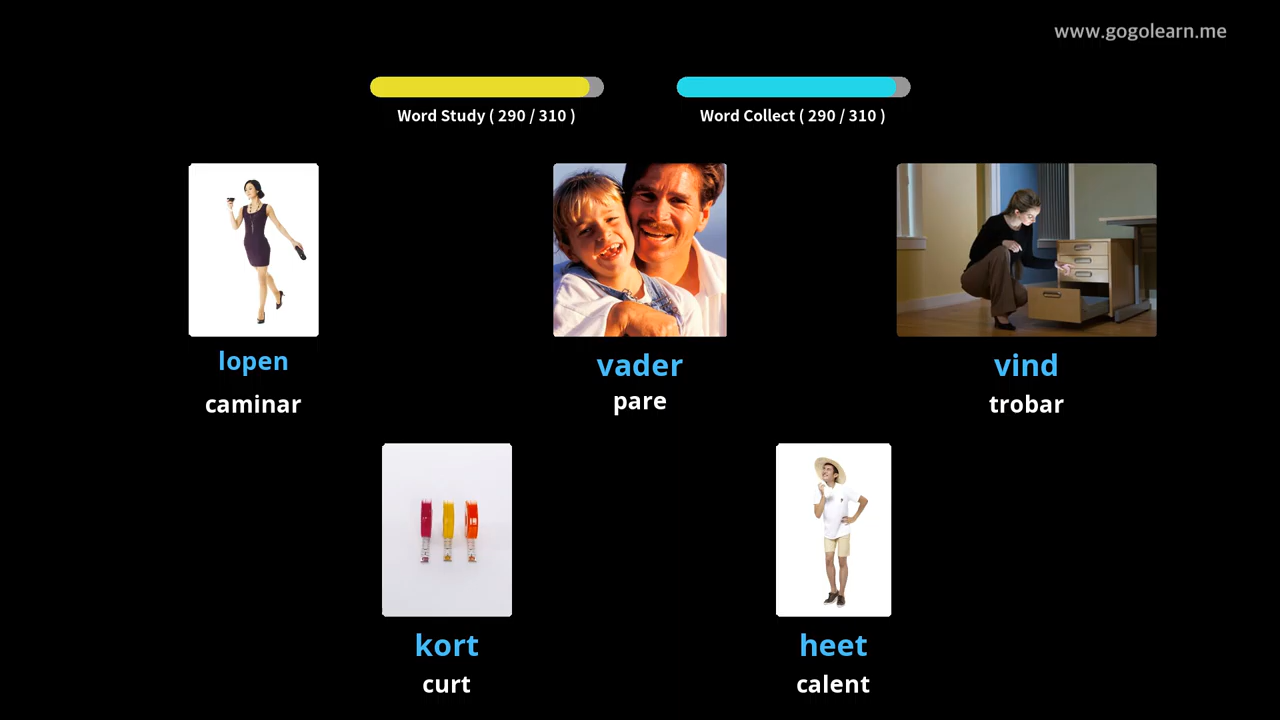 www.gogolearn.me
Word Study ( 290 / 310 )
Word Collect ( 290 / 310 )
lopen
caminar
vader
pare
vind
trobar
kort
curt
heet
calent